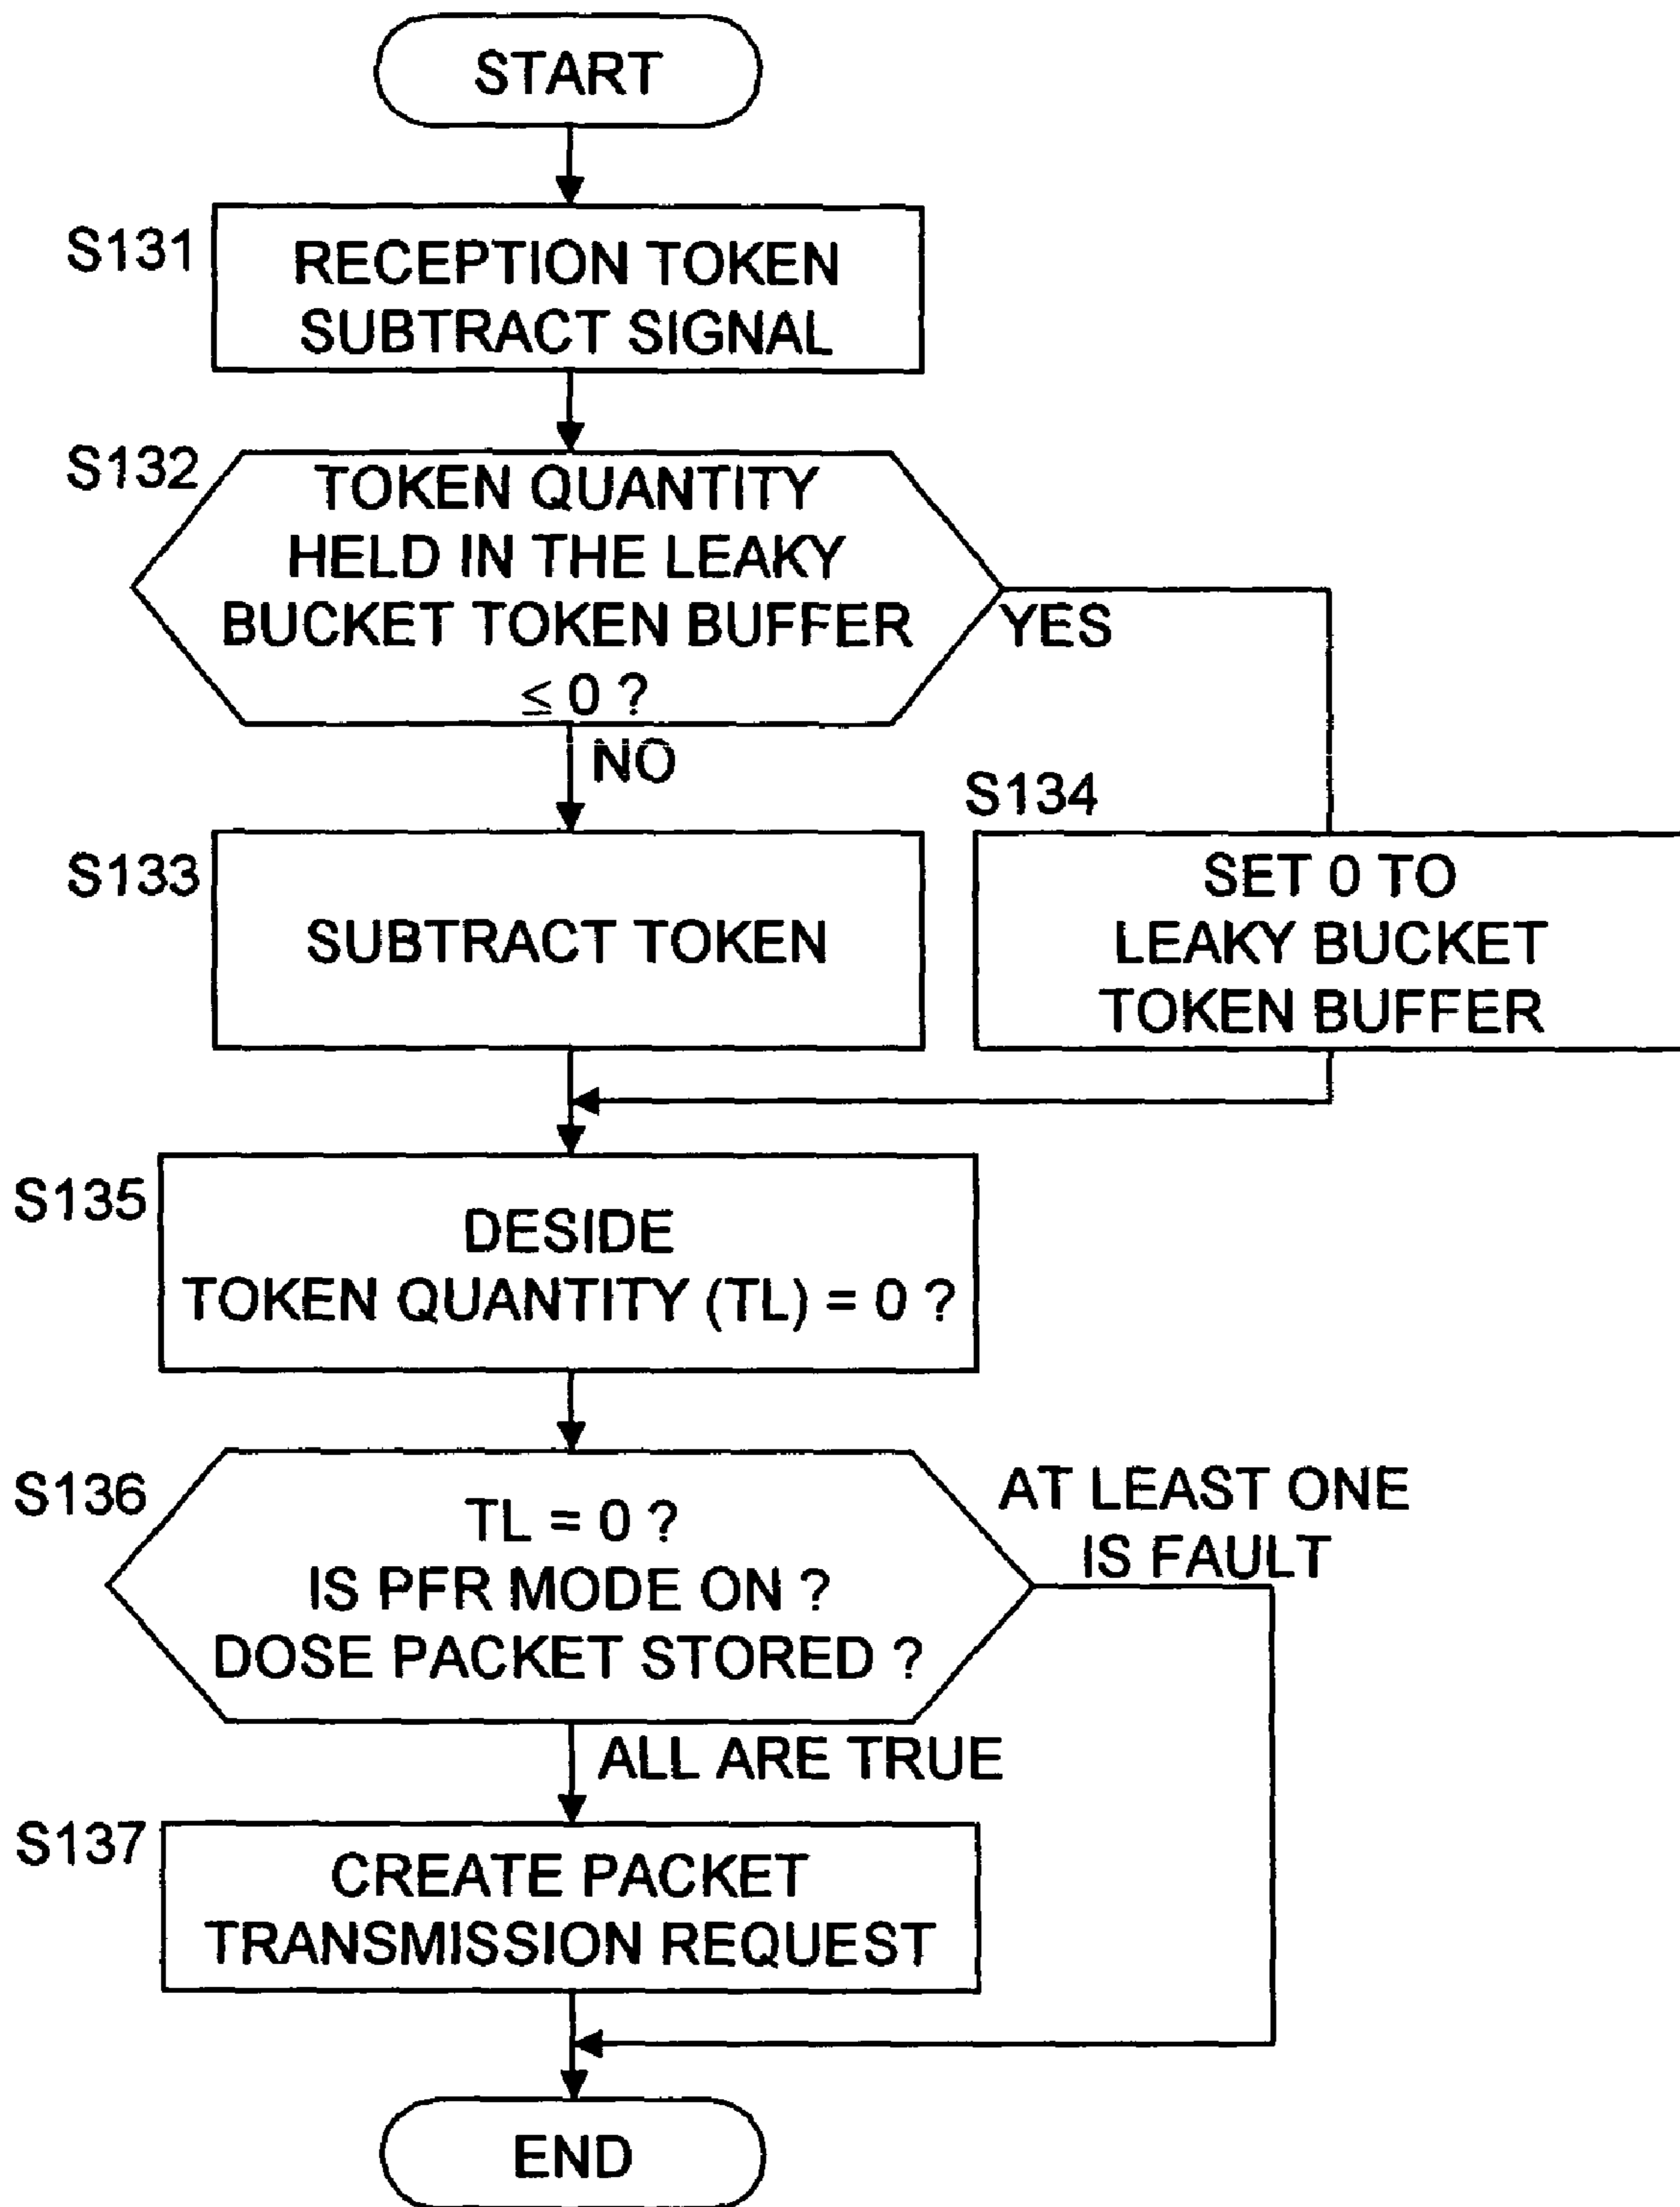 START
S131
RECEPTION TOKEN
SUBTRACT SIGNAL
S132
TOKEN QUANTITY
HELD IN THE LEAKY
BUCKET TOKEN BUFFER
≤ 0 ?
YES
NO
S133
SUBTRACT TOKEN
S134
SET 0 TO
LEAKY BUCKET
TOKEN BUFFER
S135
DESIDE
TOKEN QUANTITY (TL) = 0 ?
S136
TL = 0 ?
IS PFR MODE ON ?
DOSE PACKET STORED ?
AT LEAST ONE
IS FAULT
ALL ARE TRUE
S137
CREATE PACKET
TRANSMISSION REQUEST
END